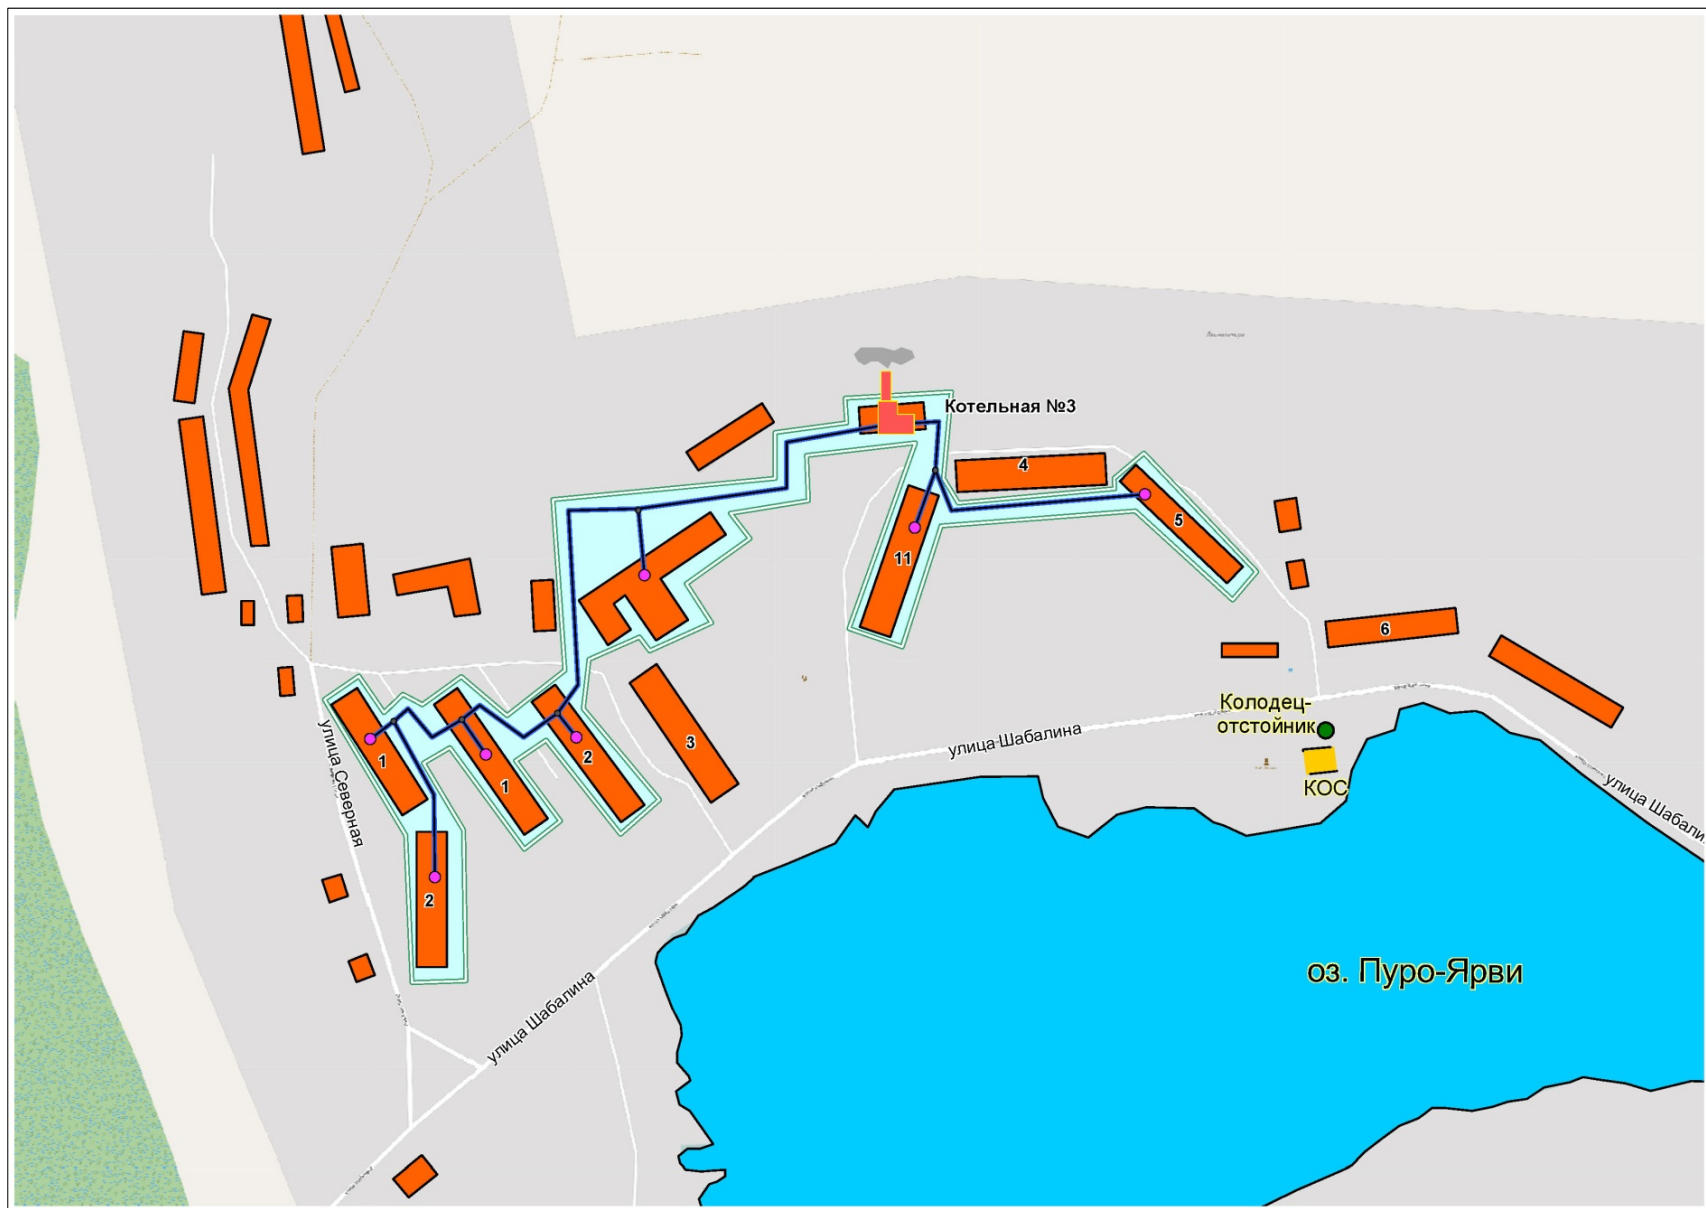 Котельная №3
4
5
11
6
Колодец-
отстойник
3
2
1
1
улица Шабалина
улица Северная
КОС
улица Шабали
2
оз. Пуро-Ярви
улица Шабалина